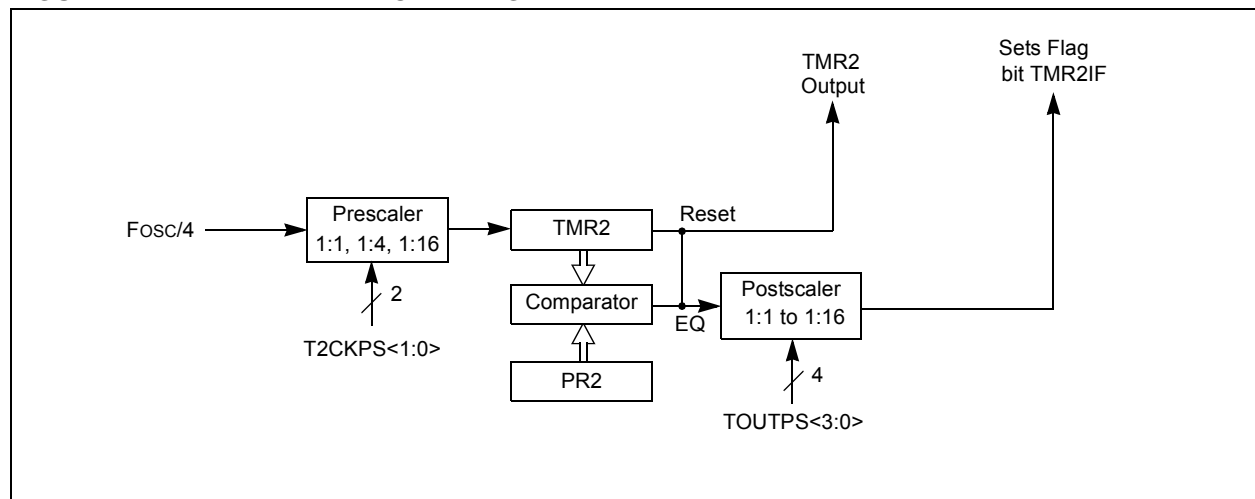 TMR2
Output
Sets Flag
bit TMR2IF
Fosc/4
Prescaler
1:1, 1:4, 1:16
2
T2CKPS<1:0>
TMR2
Reset
Comparator
EQ
PR2
Postscaler
1:1 to 1:16
4
TOUTPS<3:0>